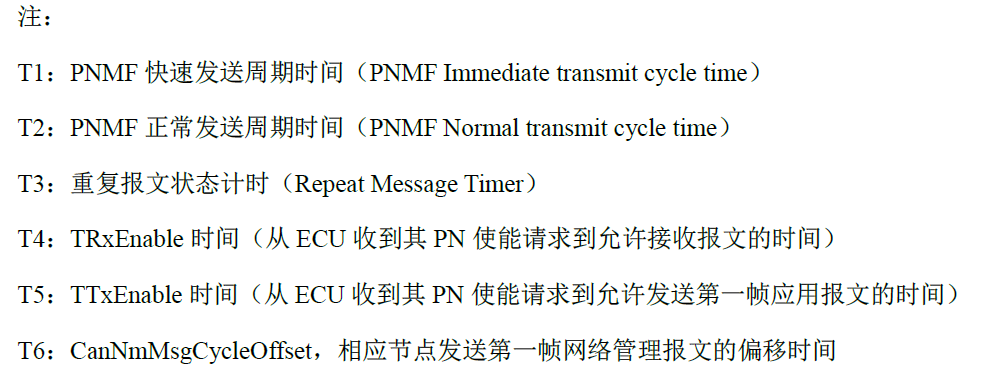 注：
T1：PNMF 快速发送周期时间（PNMF Immediate transmit cycle time）
T2：PNMF 正常发送周期时间（PNMF Normal transmit cycle time）
T3：重复报文状态计时（Repeat Message Timer）
T4：TRxEnable 时间（从 ECU 收到其 PN 使能请求到允许接收报文的时间）
T5：TTxEnable 时间（从 ECU 收到其 PN 使能请求到允许发送第一帧应用报文的时间）
T6：CanNmMsgCycleOffset，相应节点发送第一帧网络管理报文的偏移时间